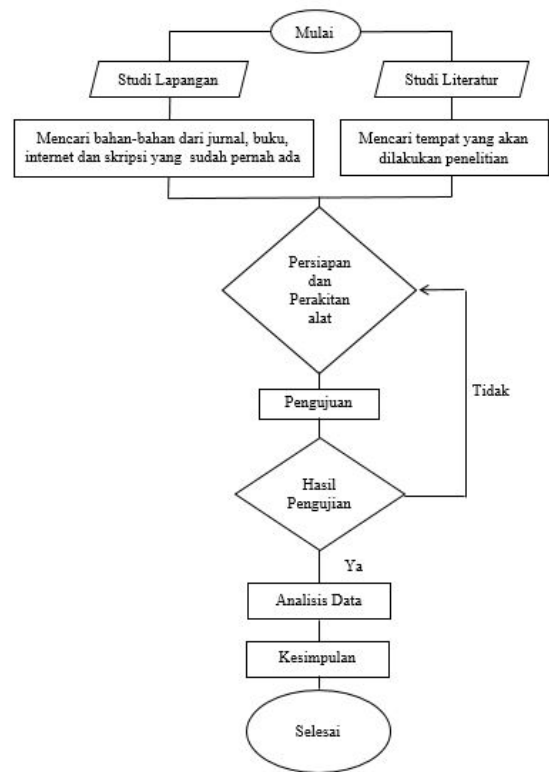 Mulai
Studi Lapangan
Studi Literatur
Mencari bahan-bahan dari jurnal, buku,
internet dan skripsi yang sudah pernah ada
Mencari tempat yang akan
dilakukan penelitian
Persiapan
dan
Perakitan
alat
Pengujuan
Tidak
Hasil
Pengujian
Ya
Analisis Data
Kesimpulan
Selesai